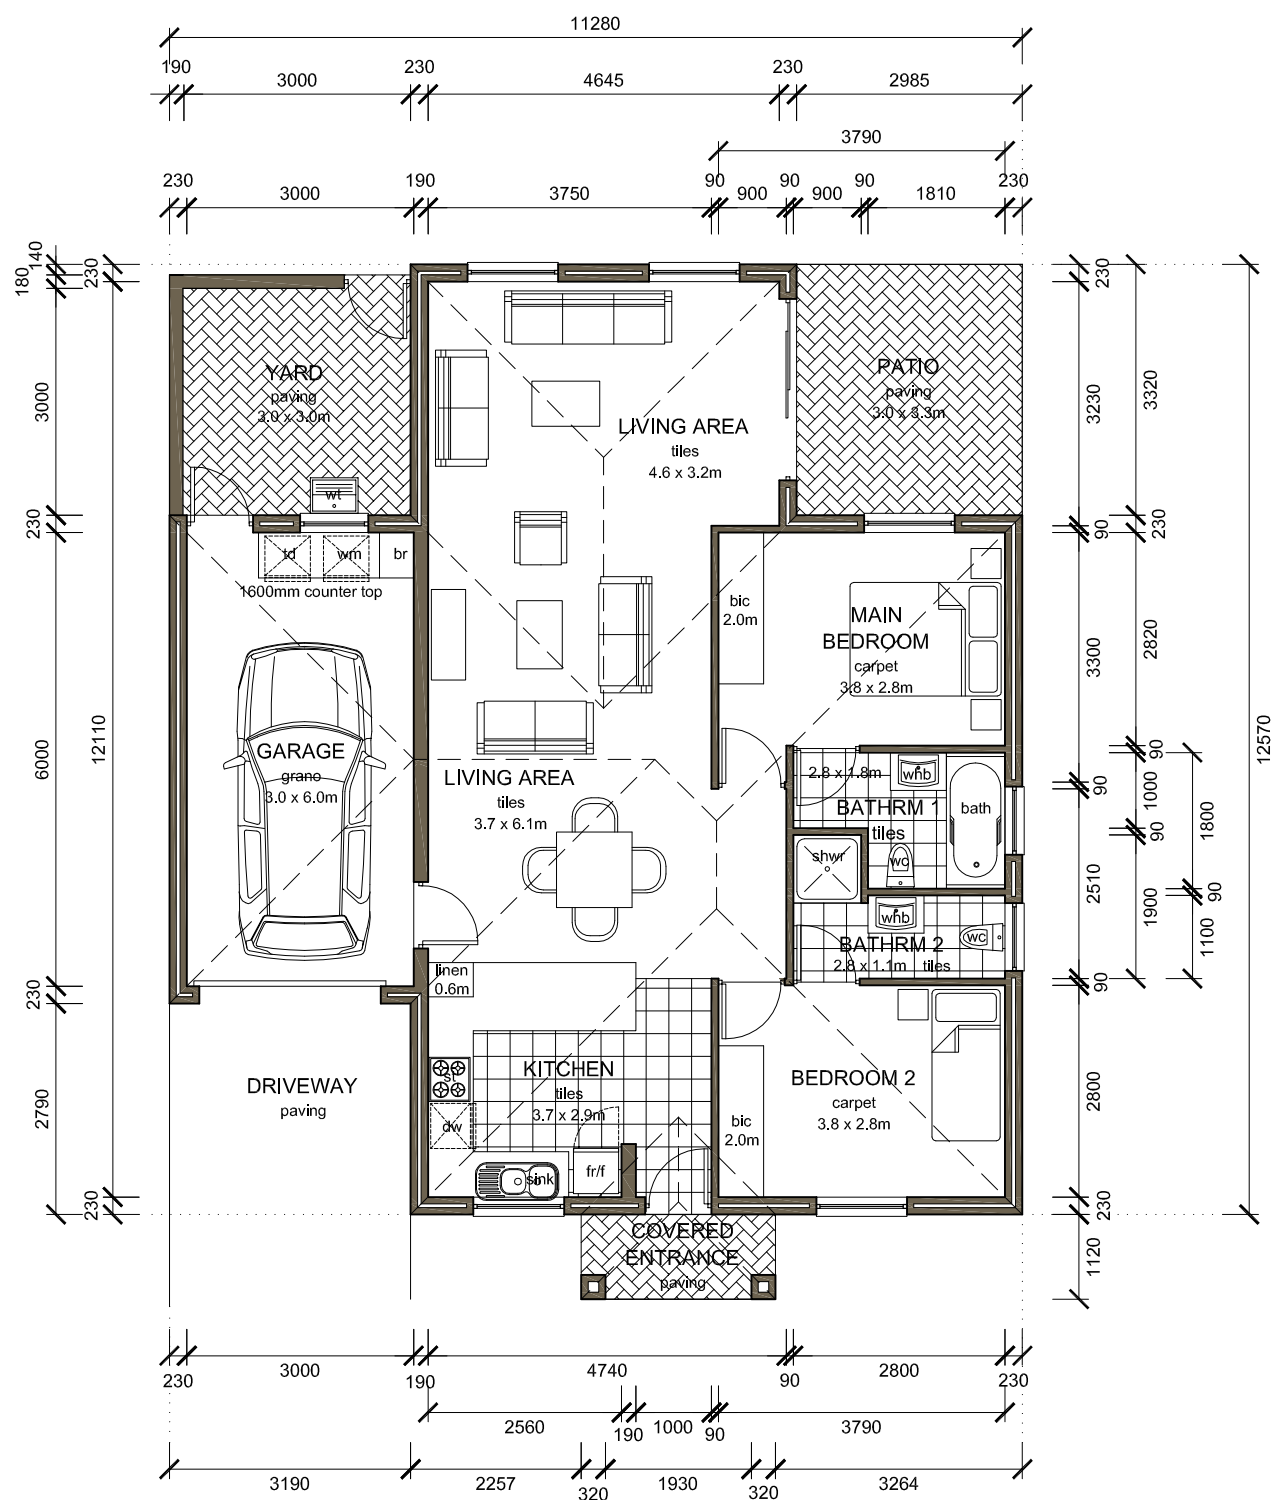 11280
190 3000 230 4645 230 2985
3790
230 3000 190 3750 90 900 90 900 90 1810 230
140
180
230
3000
230
6000
12110
230
2790
230
230
3230
3320
90
230
3300
2820
12570
90
90
1000
1800
90
2510
1900
90
1100
90
2800
230
1120
YARD
paving
3.0 x 3.0m
wt
PATIO
paving
3.0 x 3.3m
LIVING AREA
tiles
4.6 x 3.2m
td wm br
1600mm counter top
bic
2.0m
MAIN
BEDROOM
carpet
3.8 x 2.8m
GARAGE
grano
3.0 x 6.0m
LIVING AREA
tiles
3.7 x 6.1m
2.8 x 1.8m whb
BATHRM 1 bath
tiles
shwr wc
whb
BATHRM 2 wc
2.8 x 1.1m tiles
linen
0.6m
DRIVEWAY
paving
st
KITCHEN
tiles
3.7 x 2.9m
dw
fr/f
sink
BEDROOM 2
carpet
3.8 x 2.8m
bic
2.0m
COVERED
ENTRANCE
paving
230 3000 190 4740 90 2800 230
2560 190 1000 90 3790
3190 2257 320 1930 320 3264